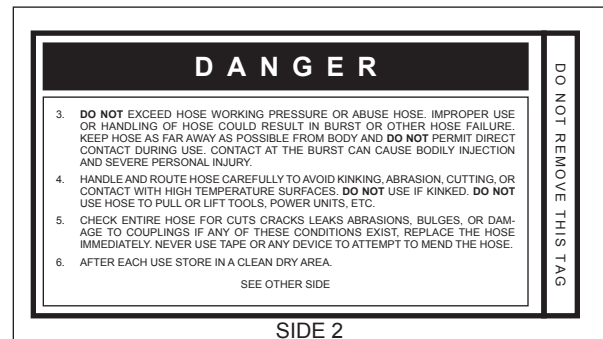 DANGER
3. DO NOT EXCEED HOSE WORKING PRESSURE OR ABUSE HOSE. IMPROPER USE
OR HANDLING OF HOSE COULD RESULT IN BURST OR OTHER HOSE FAILURE.
KEEP HOSE AS FAR AWAY AS POSSIBLE FROM BODY AND DO NOT PERMIT DIRECT
CONTACT DURING USE. CONTACT AT THE BURST CAN CAUSE BODILY INJECTION
AND SEVERE PERSONAL INJURY.
4. HANDLE AND ROUTE HOSE CAREFULLY TO AVOID KINKING, ABRASION, CUTTING, OR
CONTACT WITH HIGH TEMPERATURE SURFACES. DO NOT USE IF KINKED. DO NOT
USE HOSE TO PULL OR LIFT TOOLS, POWER UNITS, ETC.
5. CHECK ENTIRE HOSE FOR CUTS CRACKS LEAKS ABRASIONS, BULGES, OR DAM-
AGE TO COUPLINGS IF ANY OF THESE CONDITIONS EXIST, REPLACE THE HOSE
IMMEDIATELY. NEVER USE TAPE OR ANY DEVICE TO ATTEMPT TO MEND THE HOSE.
6. AFTER EACH USE STORE IN A CLEAN DRY AREA.
SEE OTHER SIDE
DO NOT REMOVE THIS TAG
SIDE 2